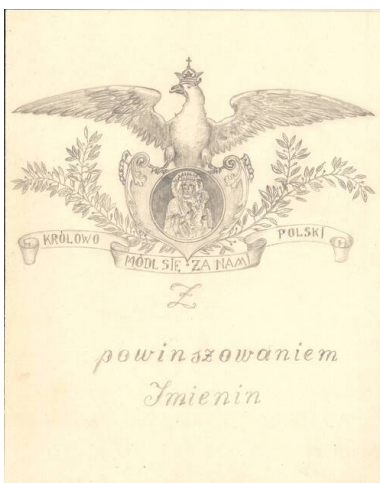 KRÓLOWO POLSKI
MÓDL SIĘ ZA NAMI
Z
powinszowaniem
Imienin